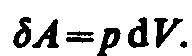 δA = p dV.